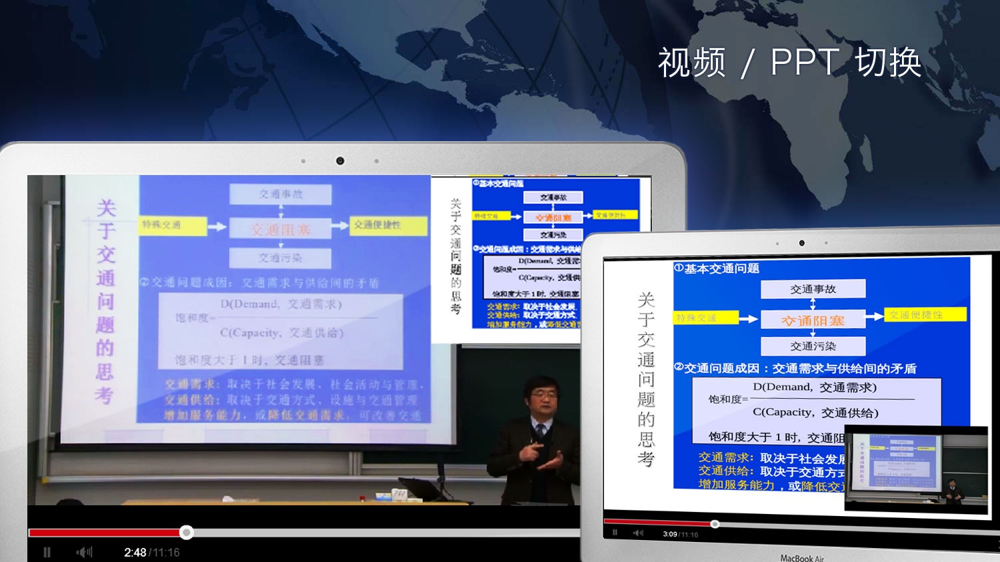 视频 / PPT 切换
关于交通问题的思考
交通事故
特殊交通
交通阻塞
交通便捷性
交通污染
②交通问题成因：交通需求与供给间的矛盾
D(Demand, 交通需求)
饱和度=
C(Capacity, 交通供给)
饱和度大于 1 时, 交通阻塞
交通需求: 取决于社会发展、社会活动与管理,
交通供给: 取决于交通方式、设施与交通管理
增加服务能力, 或降低交通需求, 可改善交通
2:48/11:16
①基本交通问题
关于交通问题的思考
交通事故
特殊交通
交通阻塞
交通便捷性
交通污染
②交通问题成因：交通需求与供给
D(Demand, 交通需
饱和度=
C(Capacity, 交通供
饱和度大于 1 时, 交通阻塞
交通需求: 取决于社会发展,
交通供给: 取决于交通方式,
增加服务能力, 或降低交通
①基本交通问题
关于交通问题的思考
交通事故
特殊交通
交通阻塞
交通便捷性
交通污染
②交通问题成因：交通需求与供给间的矛盾
D(Demand, 交通需求)
饱和度=
C(Capacity, 交通供给)
饱和度大于 1 时, 交通阻
交通需求: 取决于社会发展
交通供给: 取决于交通方式
增加服务能力, 或降低交通
关于交通问题的思考
3:09/11:16
MacBook Air